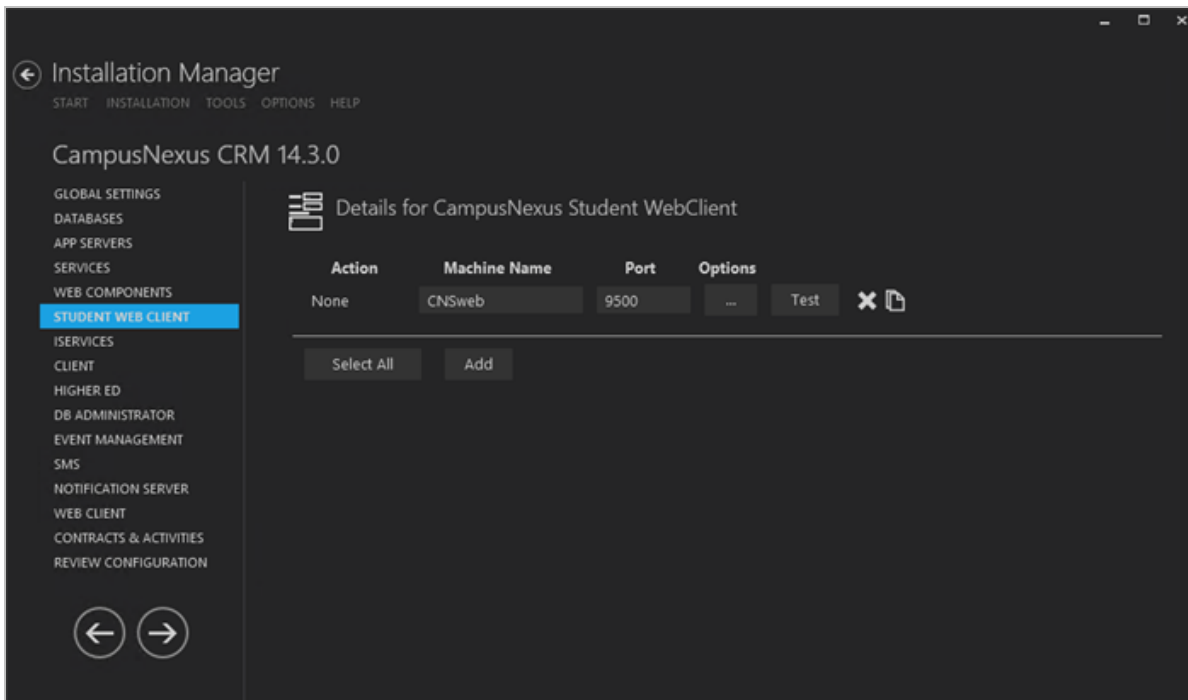 Installation Manager
START INSTALLATION TOOLS OPTIONS HELP
CampusNexus CRM 14.3.0
GLOBAL SETTINGS
DATABASES
APP SERVERS
SERVICES
WEB COMPONENTS
STUDENT WEB CLIENT
ISERVICES
CLIENT
HIGHER ED
DB ADMINISTRATOR
EVENT MANAGEMENT
SMS
NOTIFICATION SERVER
WEB CLIENT
CONTRACTS & ACTIVITIES
REVIEW CONFIGURATION
Details for CampusNexus Student WebClient
Action Machine Name Port Options
None CNSweb 9500 ... Test
Select All Add